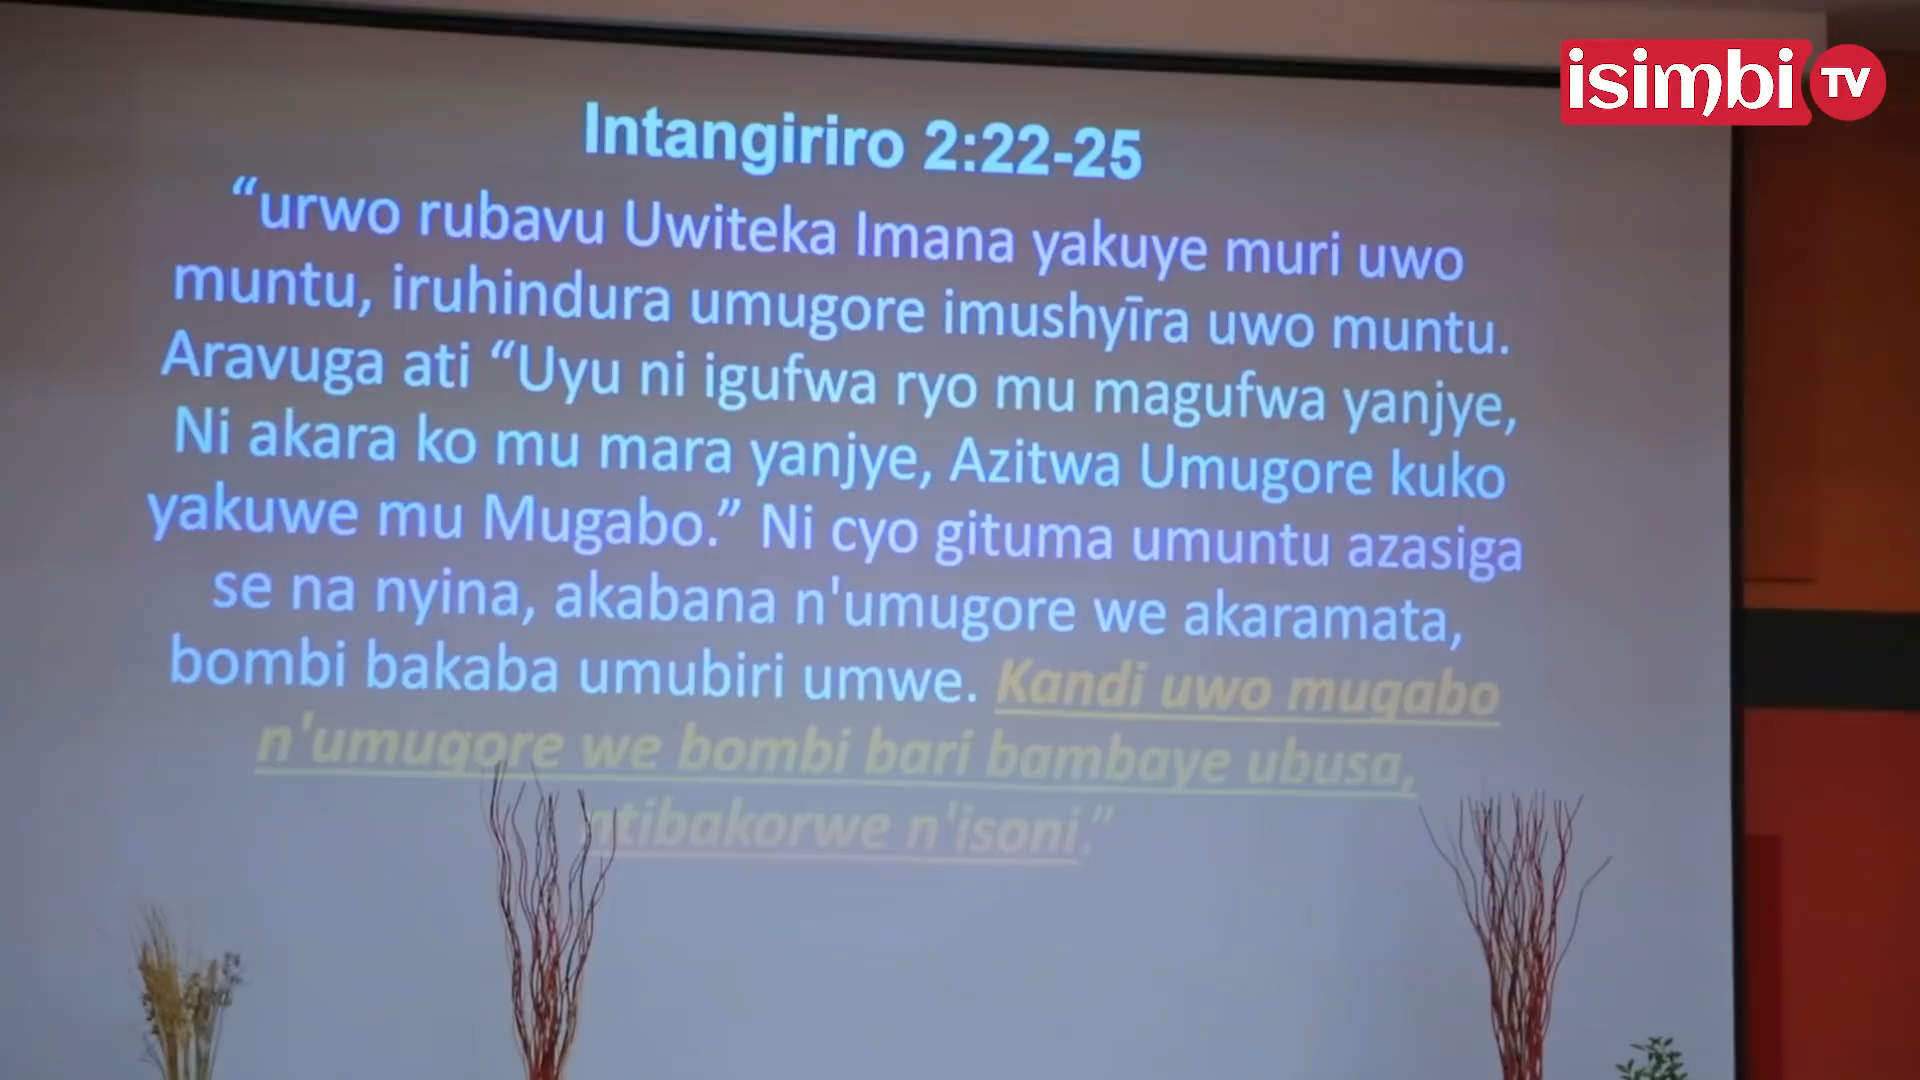 isimbi TV
Intangiriro 2:22-25
“urwo rubavu Uwiteka Imana yakuye muri uwo
muntu, iruhindura umugore imushyīra uwo muntu.
Aravuga ati “Uyu ni igufwa ryo mu magufwa yanjye,
Ni akara ko mu mara yanjye, Azitwa Umugore kuko
yakuwe mu Mugabo.” Ni cyo gituma umuntu azasiga
se na nyina, akabana n'umugore we akaramata,
bombi bakaba umubiri umwe. Kandi uwo mugabo
n'umugore we bombi bari bambaye ubusa,
ntibakorwe n'isoni.”